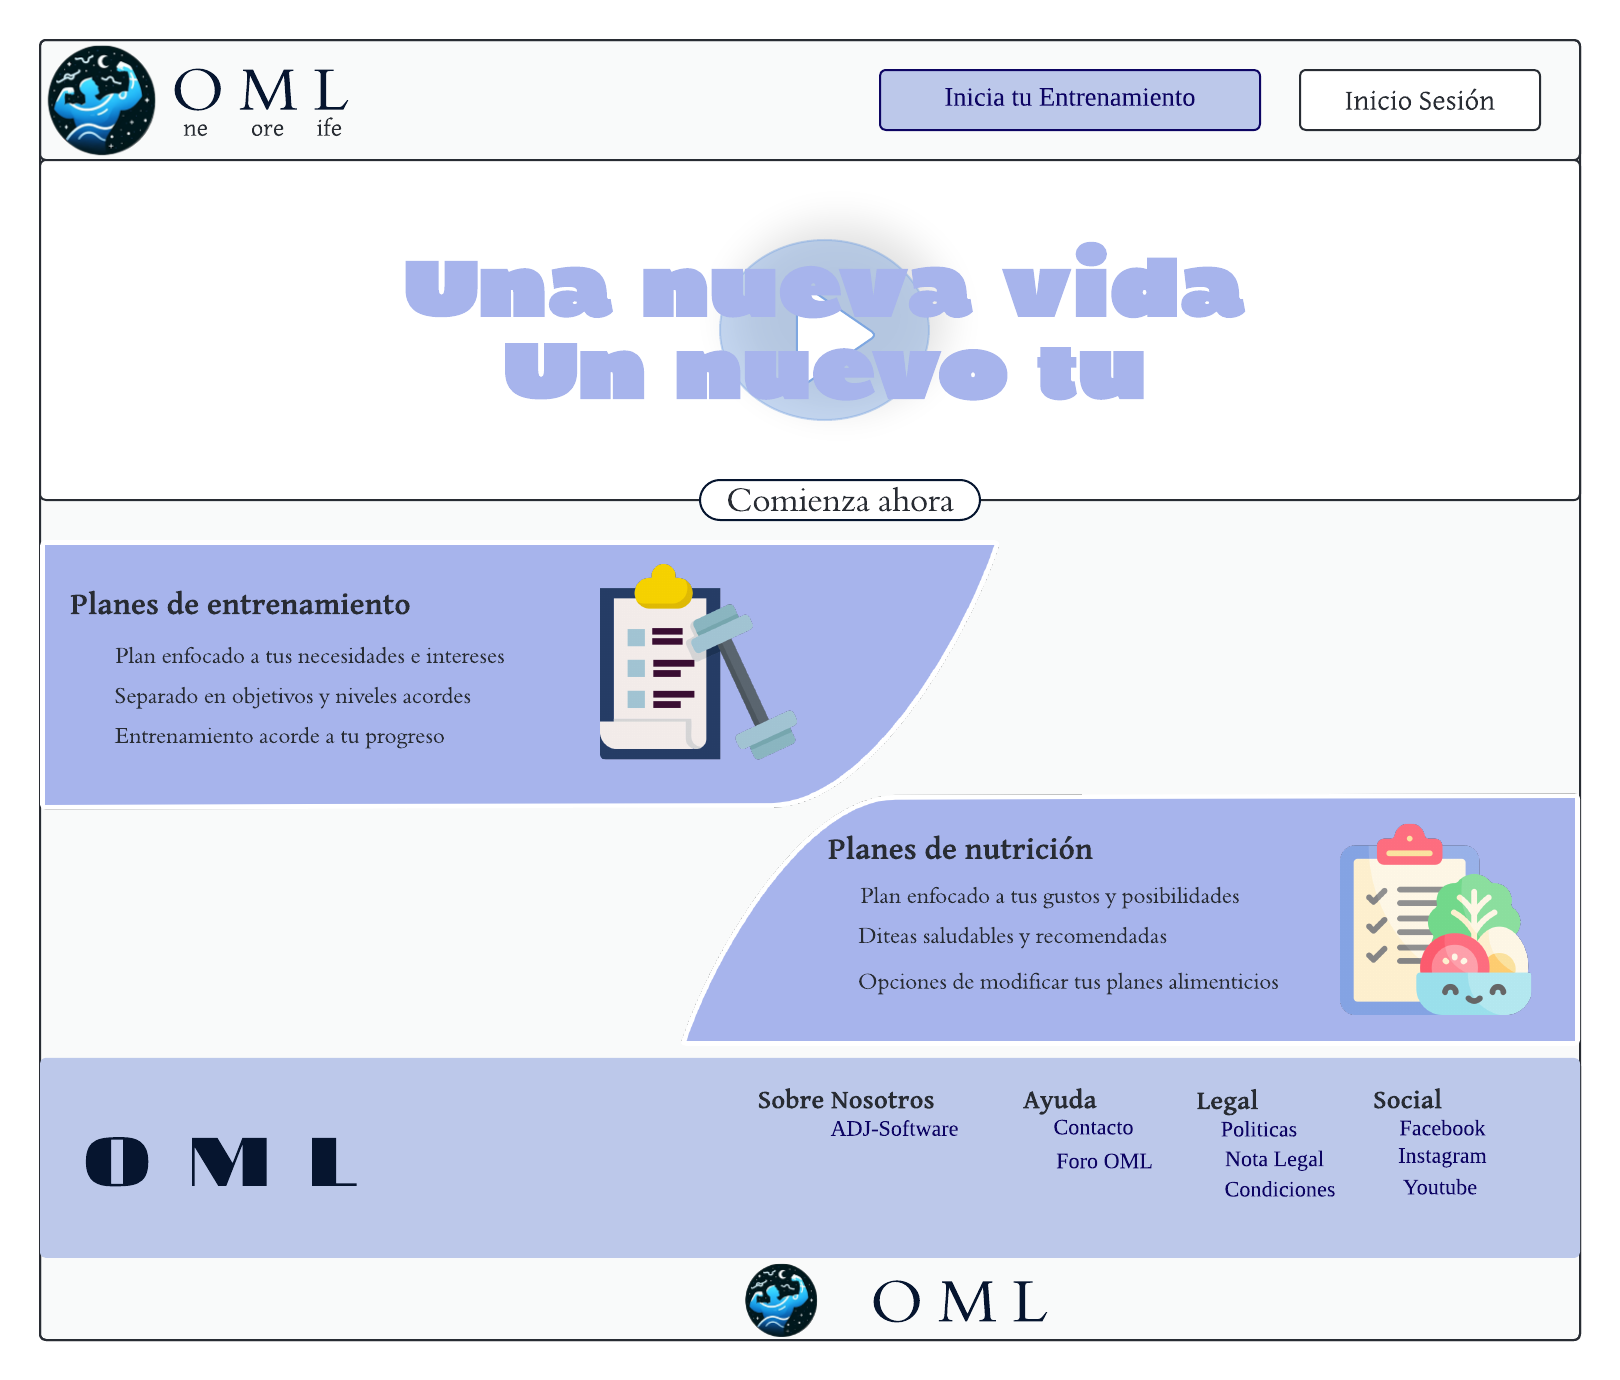 O M L
ne ore ife
Inicia tu Entrenamiento
Inicio Sesión
Una nueva vida
Un nuevo tu
Comienza ahora
Planes de entrenamiento
Plan enfocado a tus necesidades e intereses
Separado en objetivos y niveles acordes
Entrenamiento acorde a tu progreso
Planes de nutrición
Plan enfocado a tus gustos y posibilidades
Diteas saludables y recomendadas
Opciones de modificar tus planes alimenticios
O M L
Sobre Nosotros
ADJ-Software
Ayuda
Contacto
Foro OML
Legal
Politicas
Nota Legal
Condiciones
Social
Facebook
Instagram
Youtube
O M L